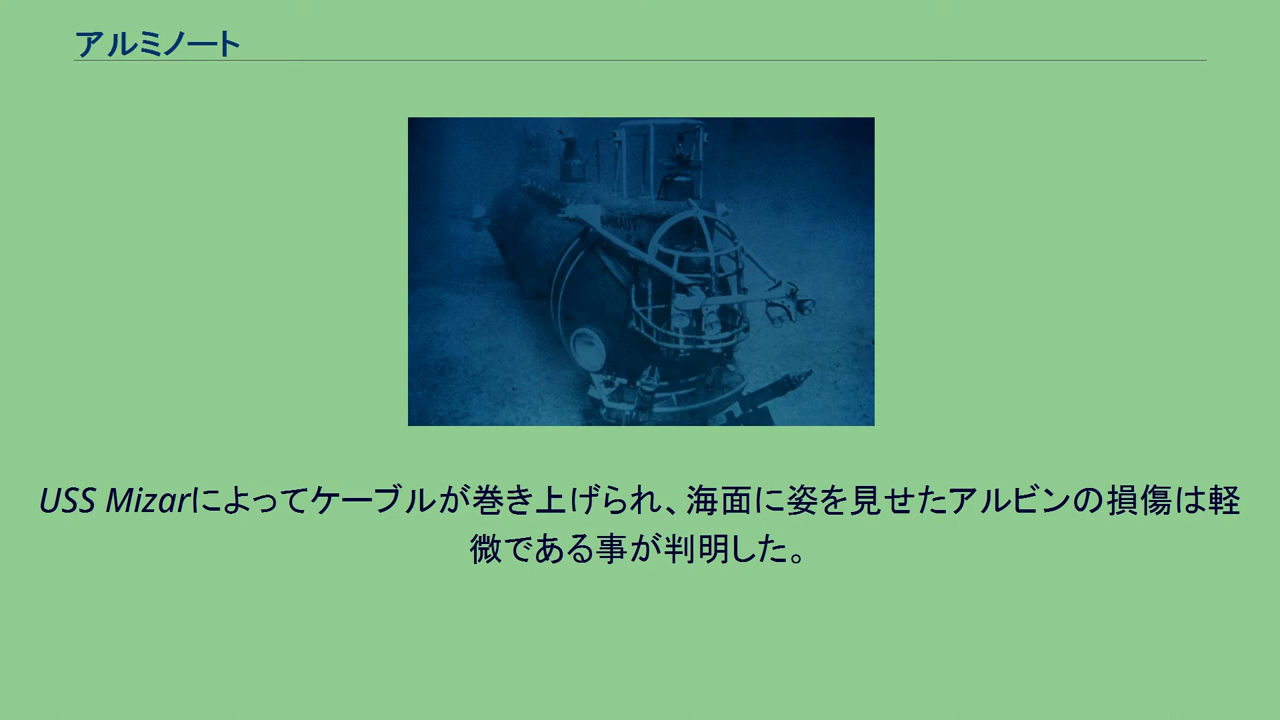 アルミノート
USS Mizarによってケーブルが巻き上げられ、海面に姿を見せたアルビンの損傷は軽
微である事が判明した。